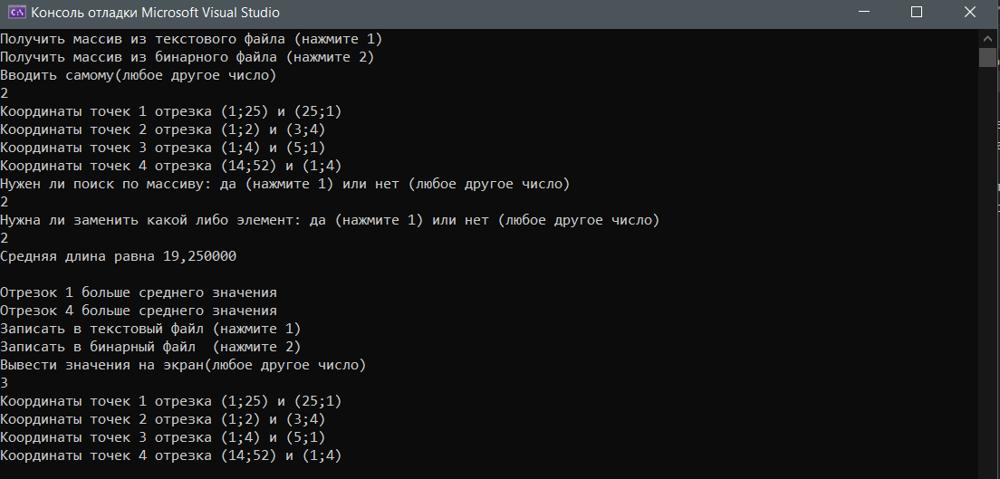 Консоль отладки Microsoft Visual Studio
Получить массив из текстового файла (нажмите 1)
Получить массив из бинарного файла (нажмите 2)
Вводить самому(любое другое число)
2
Координаты точек 1 отрезка (1;25) и (25;1)
Координаты точек 2 отрезка (1;2) и (3;4)
Координаты точек 3 отрезка (1;4) и (5;1)
Координаты точек 4 отрезка (14;52) и (1;4)
Нужен ли поиск по массиву: да (нажмите 1) или нет (любое другое число)
2
Нужна ли заменить какой либо элемент: да (нажмите 1) или нет (любое другое число)
2
Средняя длина равна 19,250000
Отрезок 1 больше среднего значения
Отрезок 4 больше среднего значения
Записать в текстовый файл (нажмите 1)
Записать в бинарный файл  (нажмите 2)
Вывести значения на экран(любое другое число)
3
Координаты точек 1 отрезка (1;25) и (25;1)
Координаты точек 2 отрезка (1;2) и (3;4)
Координаты точек 3 отрезка (1;4) и (5;1)
Координаты точек 4 отрезка (14;52) и (1;4)